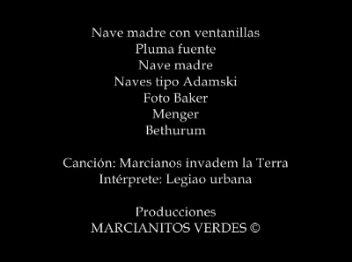 Nave madre con ventanillas
Pluma fuente
Nave madre
Naves tipo Adamski
Foto Baker
Menger
Bethurum
Canción: Marcianos invadem la Terra
Intérprete: Legiao urbana
Producciones
MARCIANITOS VERDES ©